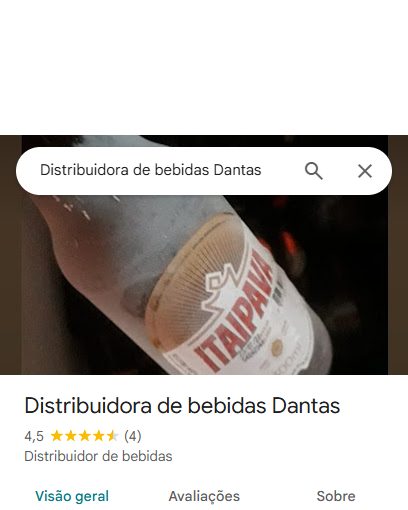 Distribuidora de bebidas Dantas
ITAIPAVA
Distribuidora de bebidas Dantas
4,5 (4)
Distribuidor de bebidas
Visão geral Avaliações Sobre